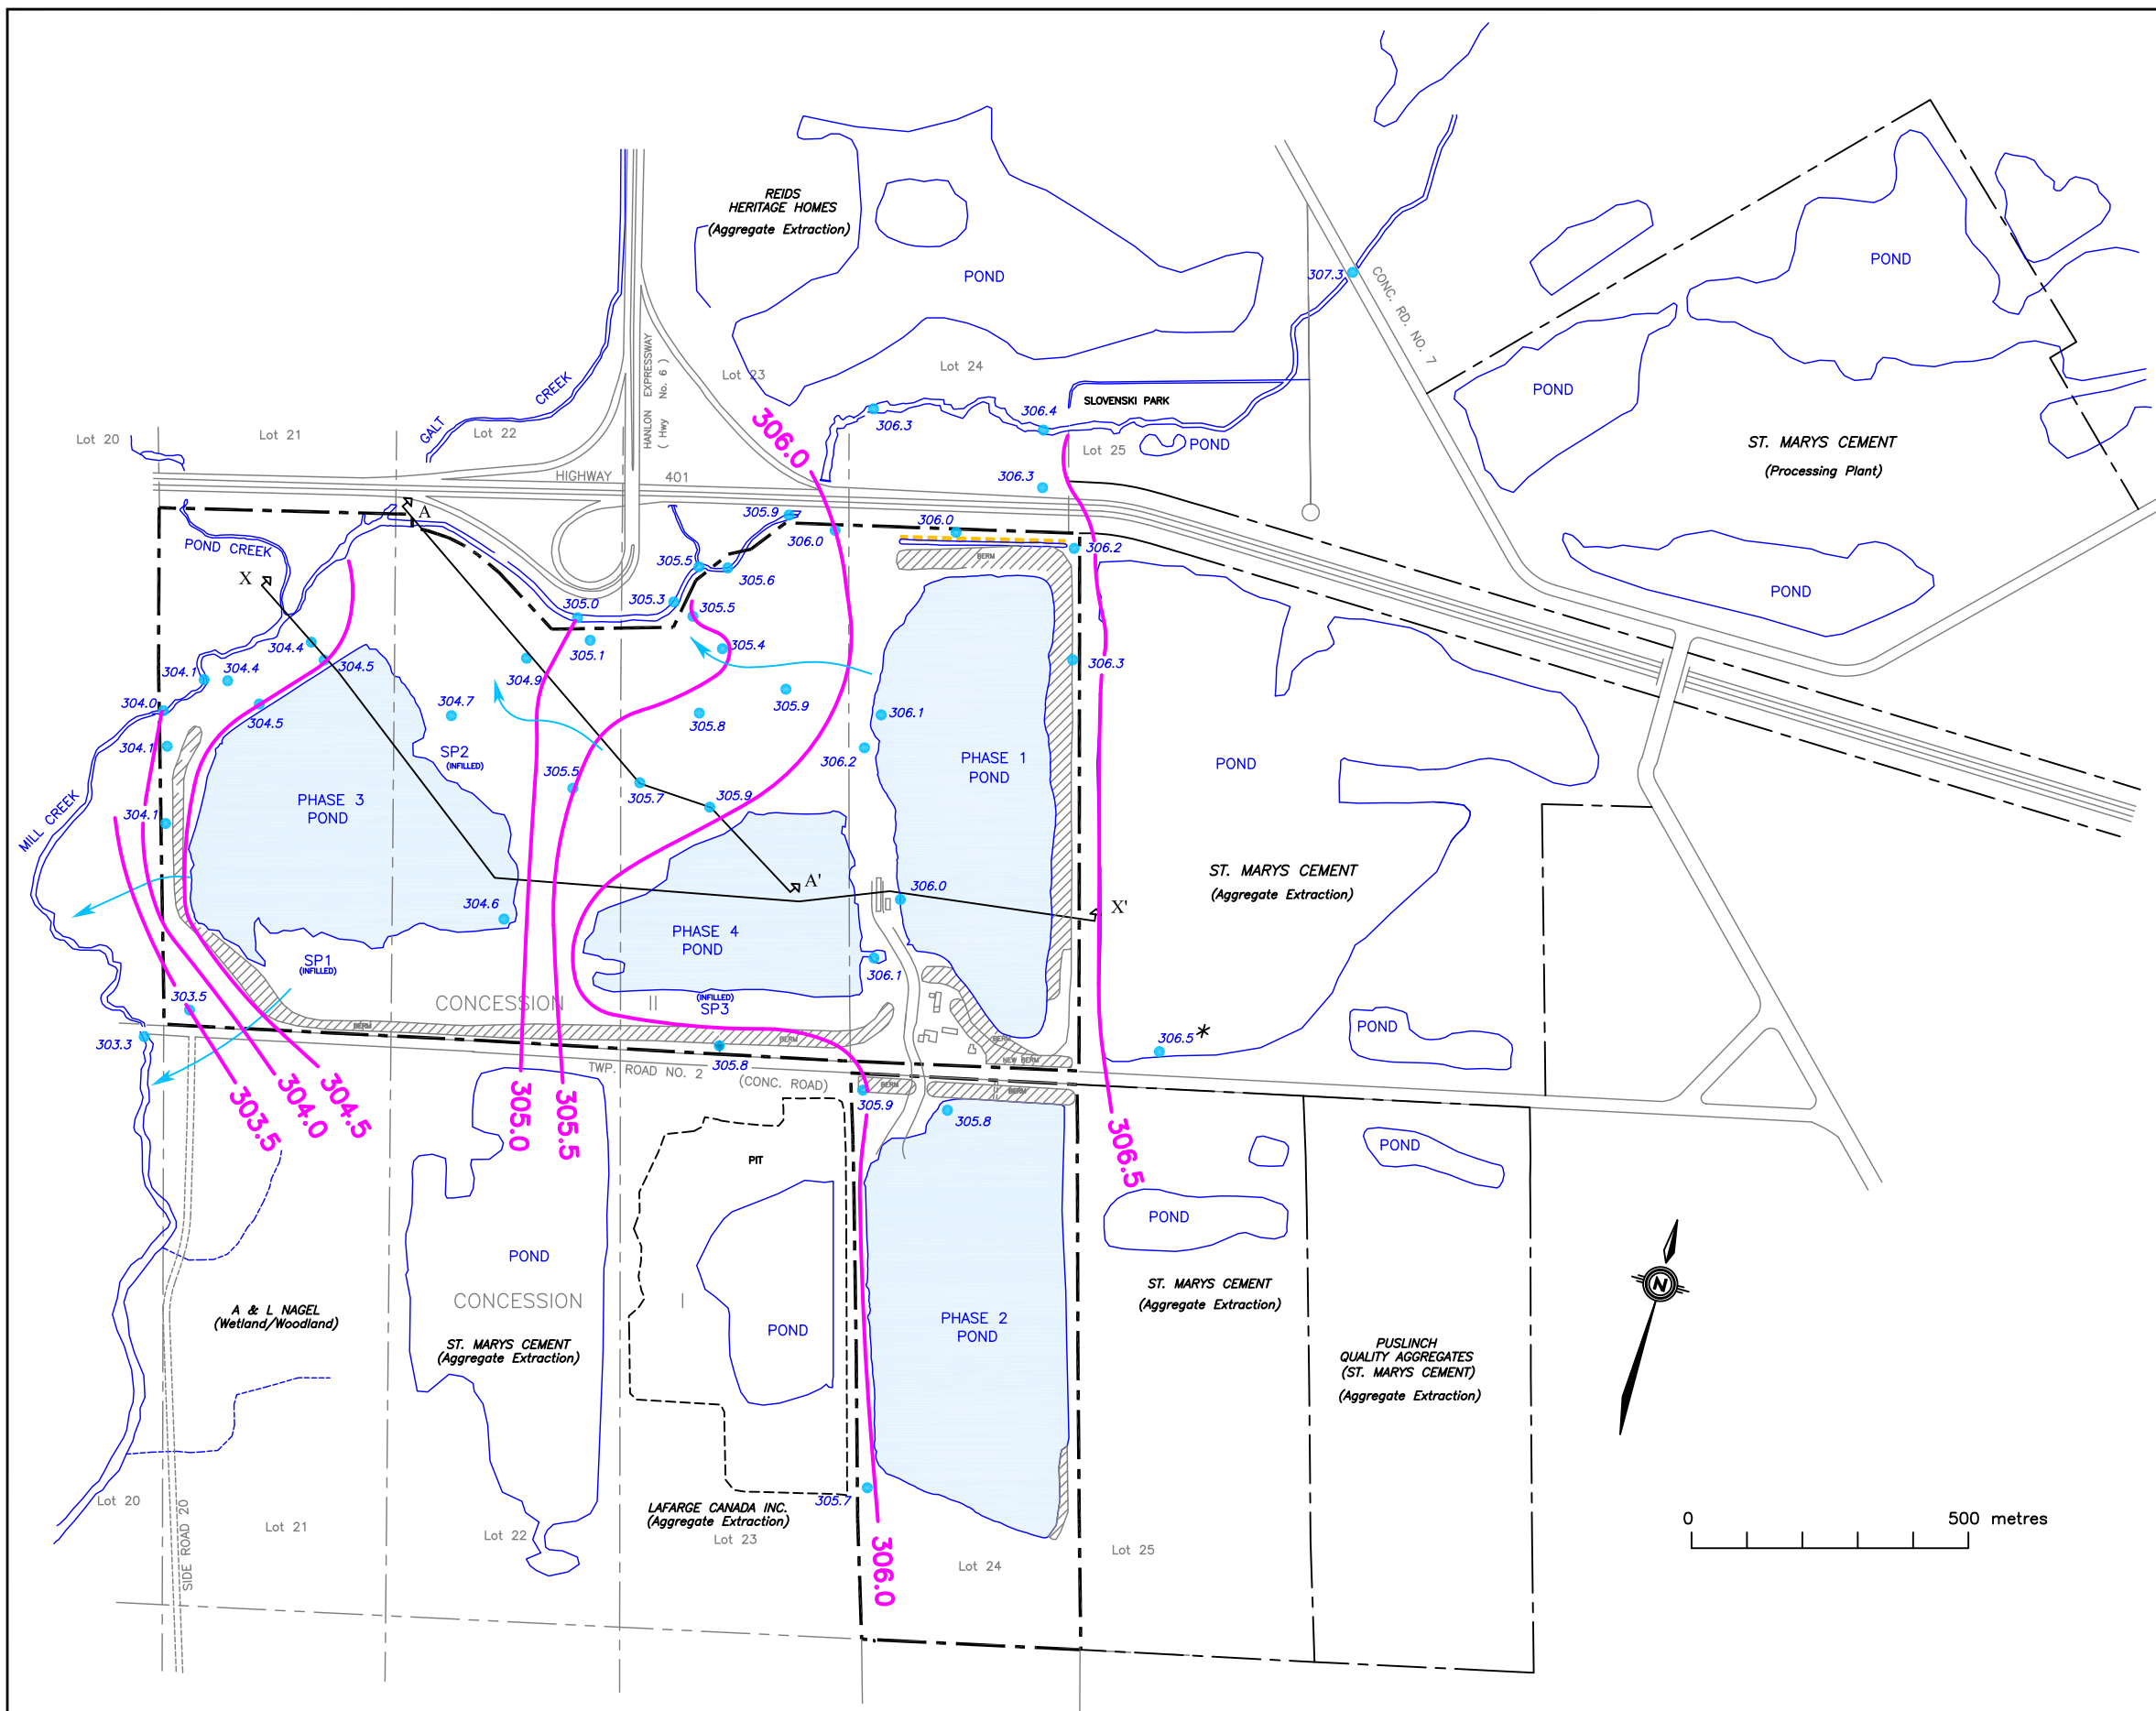 REIDS
HERITAGE HOMES
(Aggregate Extraction)
POND
307.3
CONC. RD. NO. 7
POND
POND
HANLON EXPRESSWAY
( Hwy No. 6 )
Lot 23
Lot 24
GALT CREEK
SLOVENSKI PARK
306.0
306.3
306.4
Lot 20
Lot 21
Lot 22
Lot 25
POND
ST. MARYS CEMENT
(Processing Plant)
HIGHWAY 401
306.3
A
305.9
306.0
306.0
306.2
POND CREEK
BERM
X
305.5
305.6
POND
305.3
305.0
305.5
304.4
305.1
305.4
304.5
304.1
304.4
304.9
306.3
304.0
304.5
304.7
305.9
305.8
306.1
304.1
SP2
(INFILLED)
306.2
PHASE 1
POND
POND
305.5
305.7
305.9
PHASE 3
POND
304.1
MILL CREEK
A'
306.0
ST. MARYS CEMENT
(Aggregate Extraction)
304.6
X'
PHASE 4
POND
SP1
(INFILLED)
306.1
303.5
CONCESSION II
(INFILLED)
SP3
BERM
BERM
BERM
306.5*
POND
303.3
NEW BERM
305.8
TWP. ROAD NO. 2
(CONC. ROAD)
BERM
BERM
305.9
305.8
303.5
304.0
304.5
305.0
305.5
306.5
PIT
POND
POND
POND
CONCESSION I
A & L NAGEL
(Wetland/Woodland)
ST. MARYS CEMENT
(Aggregate Extraction)
POND
PHASE 2
POND
ST. MARYS CEMENT
(Aggregate Extraction)
PUSLINCH
QUALITY AGGREGATES
(ST. MARYS CEMENT)
(Aggregate Extraction)
N
305.7
LAFARGE CANADA INC.
(Aggregate Extraction)
Lot 20
Lot 21
Lot 22
Lot 23
Lot 24
Lot 25
SIDE ROAD 20
306.0
0 500 metres